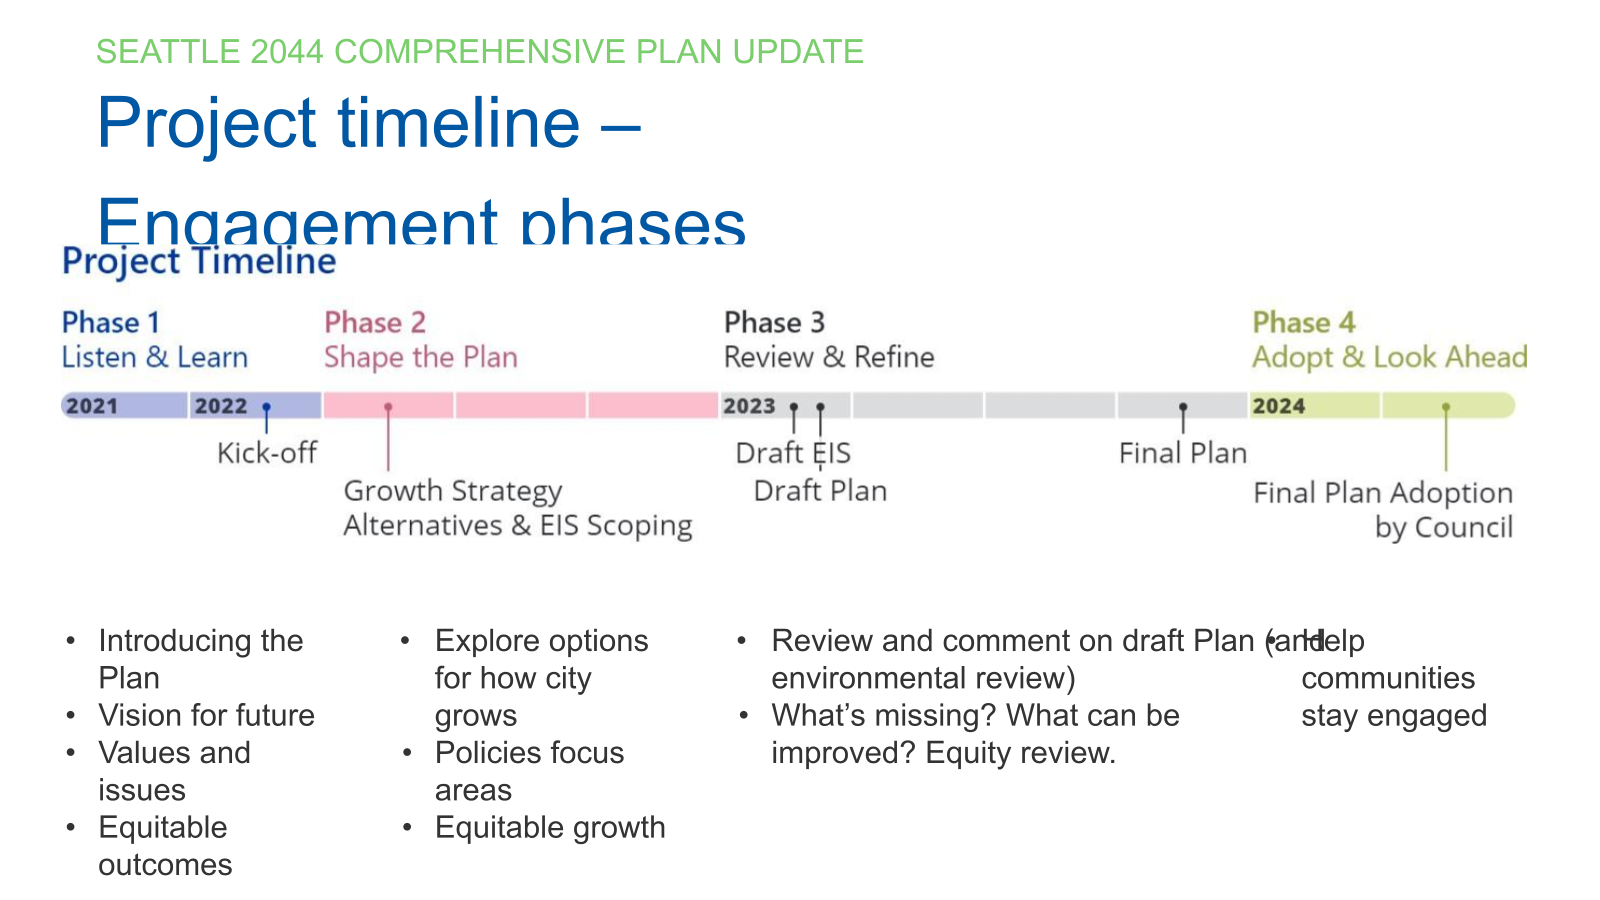 SEATTLE 2044 COMPREHENSIVE PLAN UPDATE
Project timeline –
Engagement phases
Project Timeline
Phase 1
Listen & Learn
Phase 2
Shape the Plan
Phase 3
Review & Refine
Phase 4
Adopt & Look Ahead
2021
2022
2023
2024
Kick-off
Growth Strategy
Alternatives & EIS Scoping
Draft EIS
Draft Plan
Final Plan
Final Plan Adoption
by Council
• Introducing the
Plan
• Vision for future
• Values and
issues
• Equitable
outcomes
• Explore options
for how city
grows
• Policies focus
areas
• Equitable growth
• Review and comment on draft Plan (and
environmental review)
• What’s missing? What can be
improved? Equity review.
• Help
communities
stay engaged